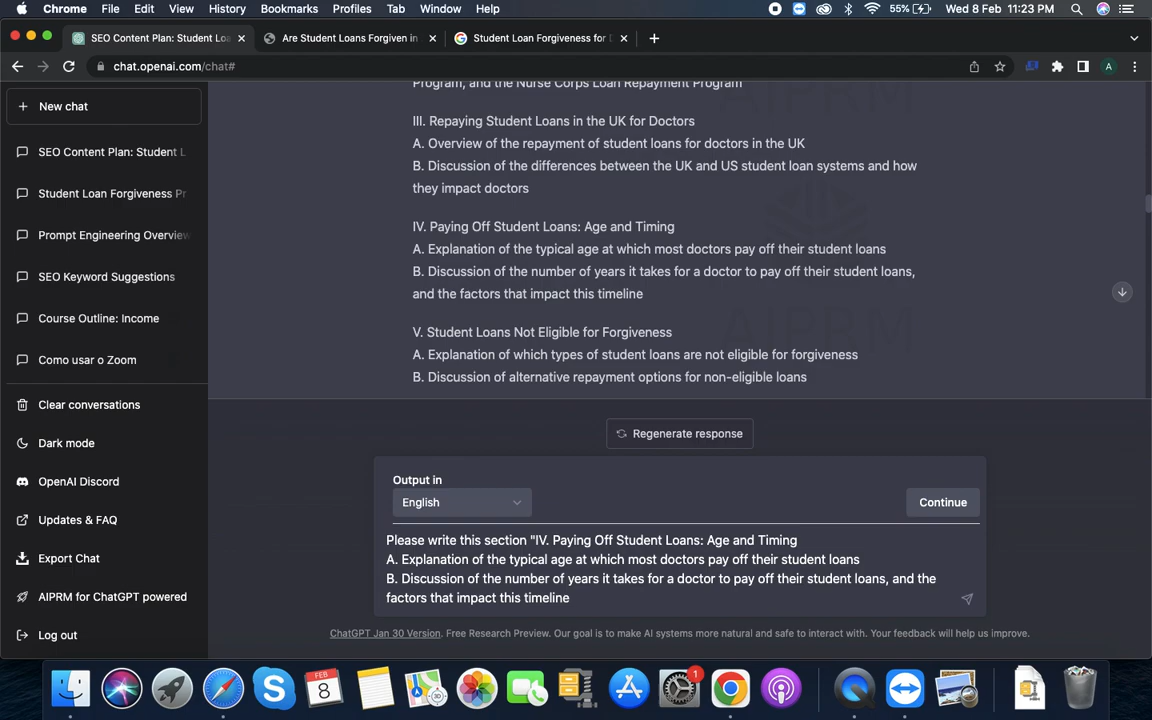 Chrome File Edit View History Bookmarks Profiles Tab Window Help 55% Wed 8 Feb 11:23 PM
SEO Content Plan: Student Loa Are Student Loans Forgiven in Student Loan Forgiveness for D
chat.openai.com/chat# A
New chat
SEO Content Plan: Student L
Student Loan Forgiveness Pr
Prompt Engineering Overview
SEO Keyword Suggestions
Course Outline: Income
Como usar o Zoom
Clear conversations
Dark mode
OpenAI Discord
Updates & FAQ
Export Chat
AIPRM for ChatGPT powered
Log out
Program, and the Nurse Corps Loan Repayment Program
III. Repaying Student Loans in the UK for Doctors
A. Overview of the repayment of student loans for doctors in the UK
B. Discussion of the differences between the UK and US student loan systems and how
they impact doctors
IV. Paying Off Student Loans: Age and Timing
A. Explanation of the typical age at which most doctors pay off their student loans
B. Discussion of the number of years it takes for a doctor to pay off their student loans,
and the factors that impact this timeline
V. Student Loans Not Eligible for Forgiveness
A. Explanation of which types of student loans are not eligible for forgiveness
B. Discussion of alternative repayment options for non-eligible loans
AIPRM
AIPRM
Regenerate response
Output in
English
Continue
Please write this section "IV. Paying Off Student Loans: Age and Timing
A. Explanation of the typical age at which most doctors pay off their student loans
B. Discussion of the number of years it takes for a doctor to pay off their student loans, and the
factors that impact this timeline
ChatGPT Jan 30 Version. Free Research Preview. Our goal is to make AI systems more natural and safe to interact with. Your feedback will help us improve.
FEB
8
1